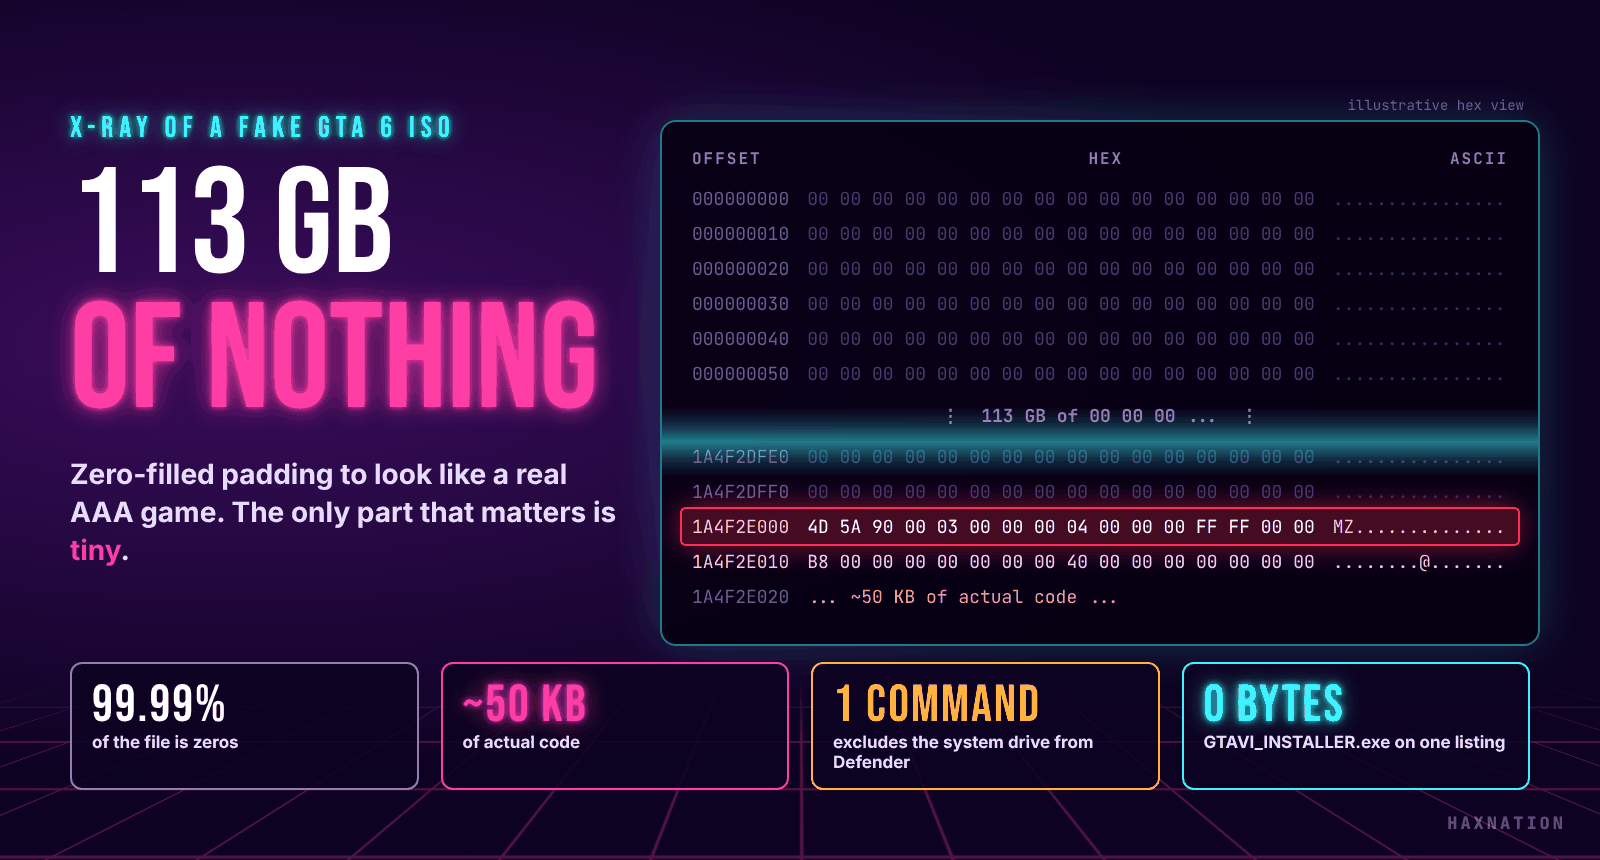 X-RAY OF A FAKE GTA 6 ISO
113 GB
OF NOTHING
Zero-filled padding to look like a real
AAA game. The only part that matters is
tiny.
illustrative hex view
OFFSET HEX ASCII
000000000 00 00 00 00 00 00 00 00 00 00 00 00 00 00 00 00 ................
000000010 00 00 00 00 00 00 00 00 00 00 00 00 00 00 00 00 ................
000000020 00 00 00 00 00 00 00 00 00 00 00 00 00 00 00 00 ................
000000030 00 00 00 00 00 00 00 00 00 00 00 00 00 00 00 00 ................
000000040 00 00 00 00 00 00 00 00 00 00 00 00 00 00 00 00 ................
000000050 00 00 00 00 00 00 00 00 00 00 00 00 00 00 00 00 ................
⋮ 113 GB of 00 00 00 ... ⋮
1A4F2DFE0 00 00 00 00 00 00 00 00 00 00 00 00 00 00 00 00 ................
1A4F2DFF0 00 00 00 00 00 00 00 00 00 00 00 00 00 00 00 00 ................
1A4F2E000 4D 5A 90 00 03 00 00 00 04 00 00 00 FF FF 00 00 MZ..............
1A4F2E010 B8 00 00 00 00 00 00 00 40 00 00 00 00 00 00 00 ........@.......
1A4F2E020 ... ~50 KB of actual code ...
99.99%
of the file is zeros
~50 KB
of actual code
1 COMMAND
excludes the system drive from
Defender
0 BYTES
GTAVI_INSTALLER.exe on one listing
HAXNATION